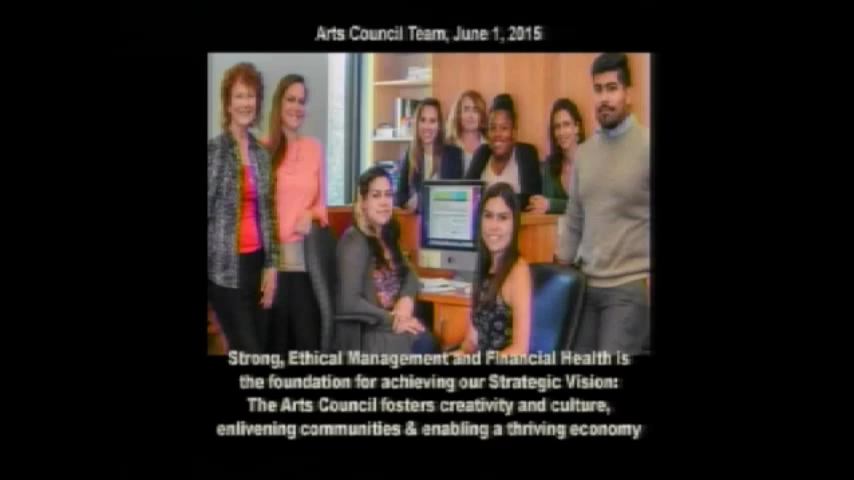 Arts Council Team, June 1, 2015
Strong, Ethical Management and Financial Health is
the foundation for achieving our Strategic Vision:
The Arts Council fosters creativity and culture,
enlivening communities & enabling a thriving economy